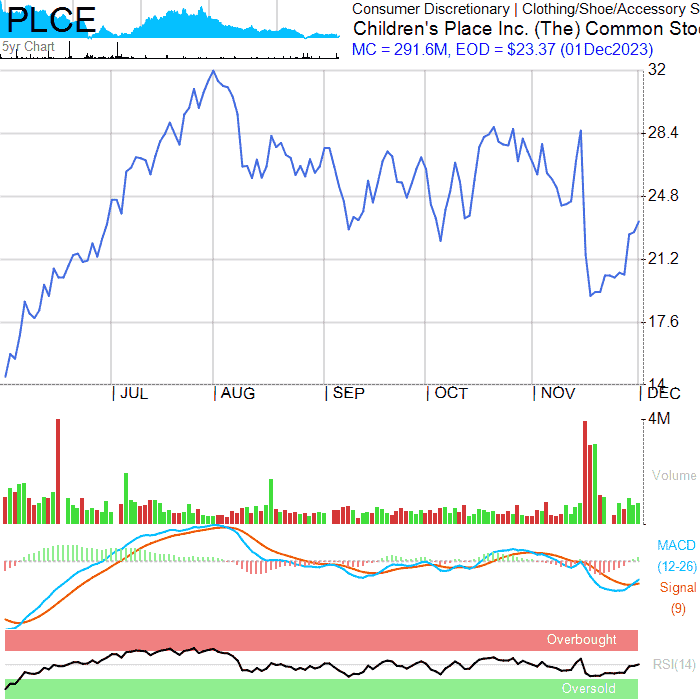 PLCE
Consumer Discretionary | Clothing/Shoe/Accessory S
Children's Place Inc. (The) Common Sto
5yr Chart
MC = 291.6M, EOD = $23.37 (01Dec2023)
32
28.4
24.8
21.2
17.6
14
| JUL | AUG | SEP | OCT | NOV | DEC
4M
Volume
MACD
(12-26)
Signal
(9)
Overbought
RSI(14)
Oversold